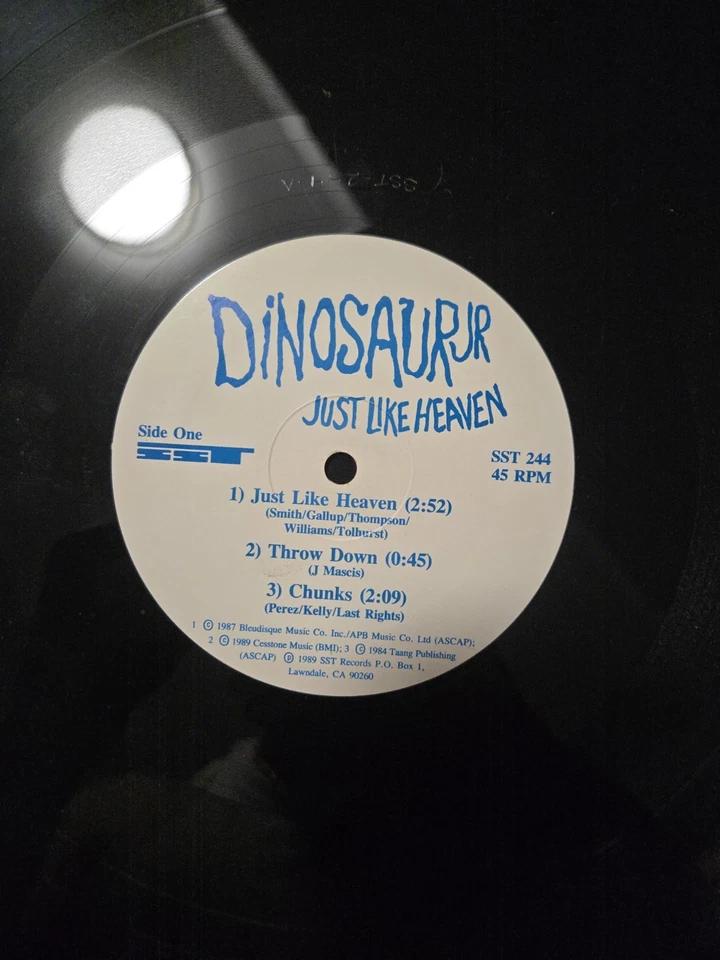 DiNOSAUR JR
JUST LIKE HEAVEN
Side One
SST
SST 244
45 RPM
1) Just Like Heaven (2:52)
(Smith/Gallup/Thompson/
Williams/Tolhurst)
2) Throw Down (0:45)
(J Mascis)
3) Chunks (2:09)
(Perez/Kelly/Last Rights)
1 © 1987 Bleudisque Music Co. Inc./APB Music Co. Ltd (ASCAP);
2 © 1989 Cesstone Music (BMI); 3 © 1984 Taang Publishing
(ASCAP) ℗ 1989 SST Records P.O. Box 1,
Lawndale, CA 90260